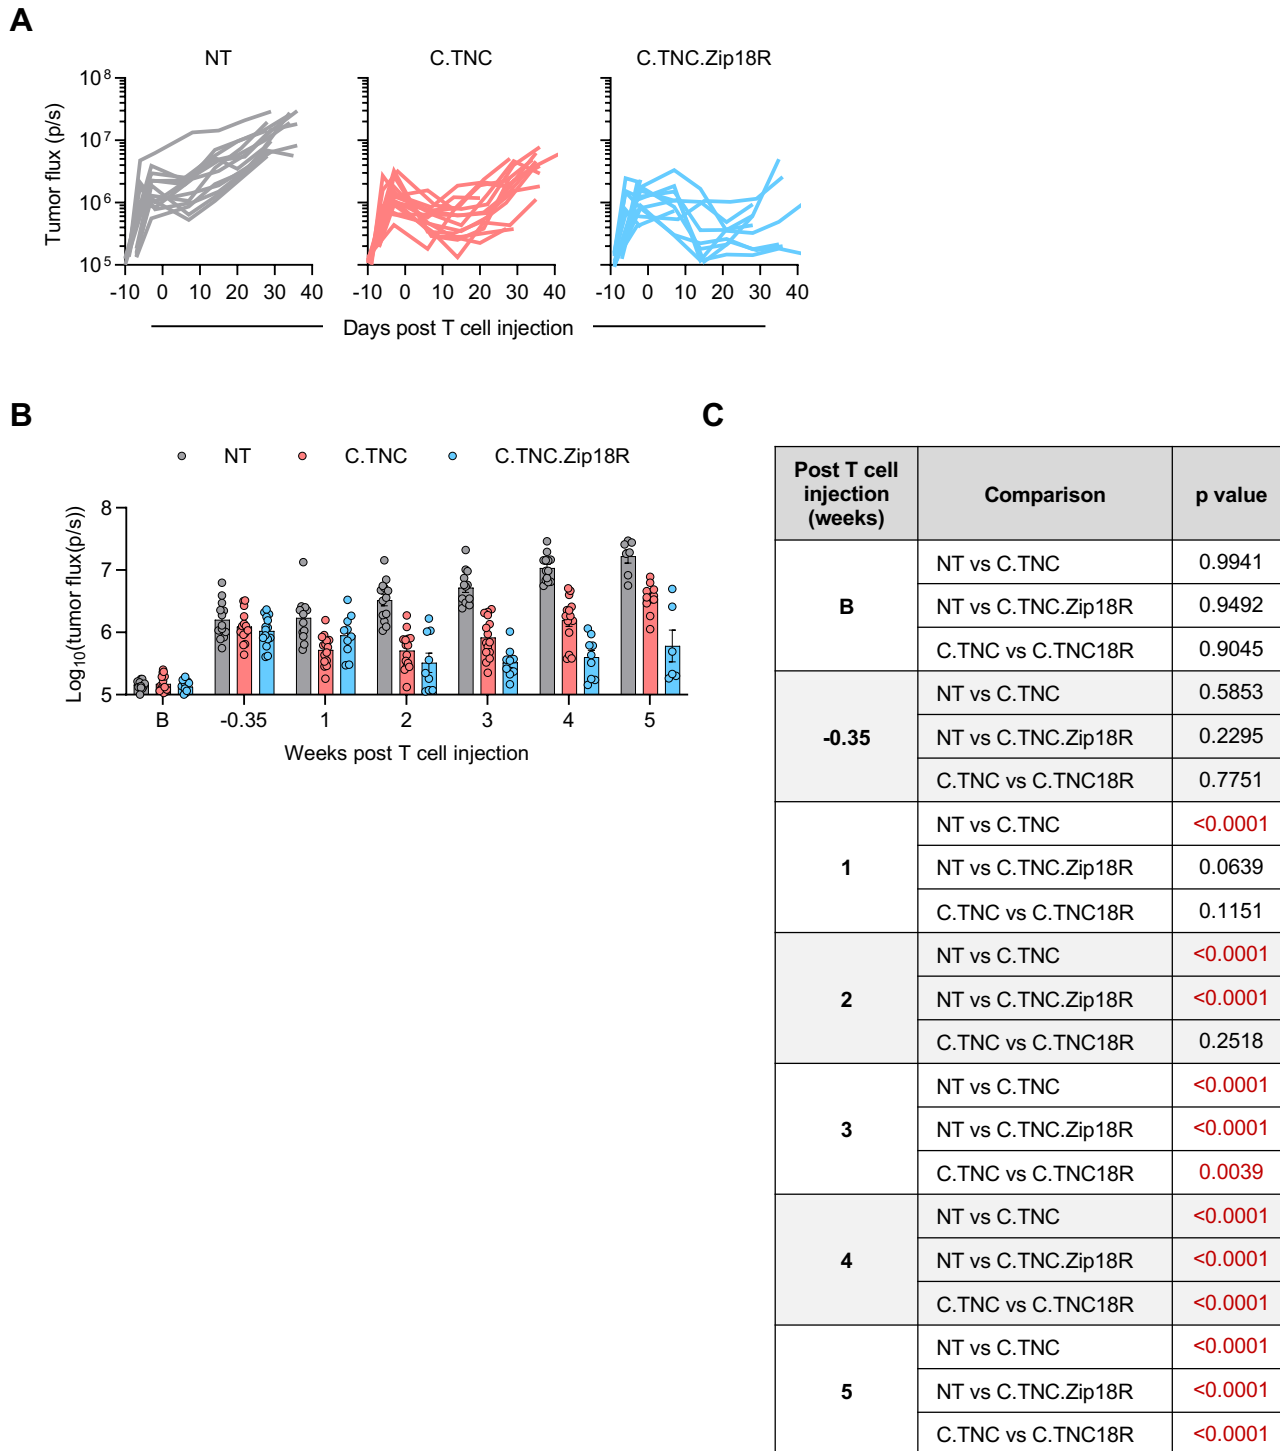 A
NT
C.TNC
C.TNC.Zip18R
Tumor flux (p/s)
10⁸
10⁷
10⁶
10⁵
-10 0 10 20 30 40
-10 0 10 20 30 40
-10 0 10 20 30 40
Days post T cell injection
B
NT C.TNC C.TNC.Zip18R
Log₁₀(tumor flux(p/s))
8
7
6
5
B -0.35 1 2 3 4 5
Weeks post T cell injection
C
Post T cell
injection
(weeks)
Comparison
p value
B
NT vs C.TNC 0.9941
NT vs C.TNC.Zip18R 0.9492
C.TNC vs C.TNC18R 0.9045
-0.35
NT vs C.TNC 0.5853
NT vs C.TNC.Zip18R 0.2295
C.TNC vs C.TNC18R 0.7751
1
NT vs C.TNC <0.0001
NT vs C.TNC.Zip18R 0.0639
C.TNC vs C.TNC18R 0.1151
2
NT vs C.TNC <0.0001
NT vs C.TNC.Zip18R <0.0001
C.TNC vs C.TNC18R 0.2518
3
NT vs C.TNC <0.0001
NT vs C.TNC.Zip18R <0.0001
C.TNC vs C.TNC18R 0.0039
4
NT vs C.TNC <0.0001
NT vs C.TNC.Zip18R <0.0001
C.TNC vs C.TNC18R <0.0001
5
NT vs C.TNC <0.0001
NT vs C.TNC.Zip18R <0.0001
C.TNC vs C.TNC18R <0.0001